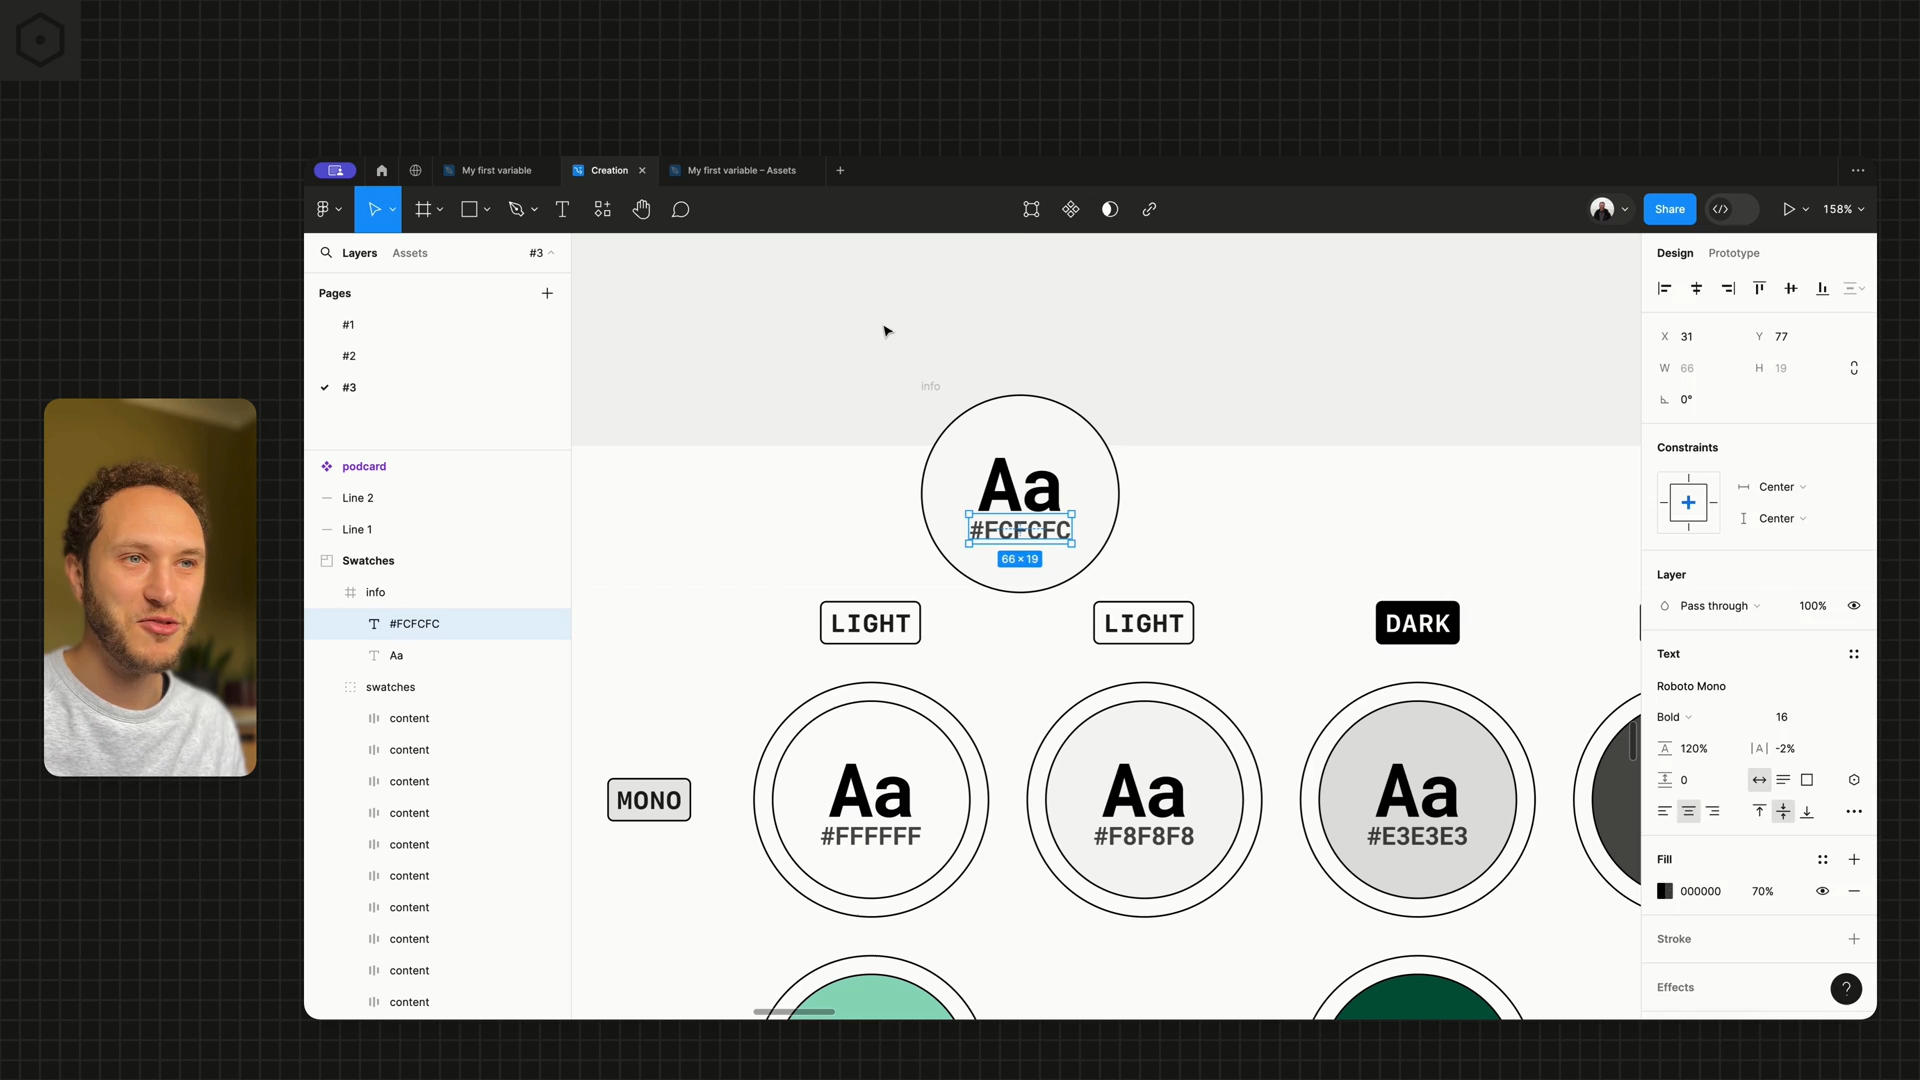 My first variable
Creation
My first variable – Assets
Share
158%
Layers
Assets
#3
Pages
#1
#2
#3
podcard
Line 2
Line 1
Swatches
info
#FCFCFC
Aa
swatches
content
content
content
content
content
content
content
content
content
content
info
Aa
#FCFCFC
66 × 19
LIGHT
LIGHT
DARK
MONO
Aa
#FFFFFF
Aa
#F8F8F8
Aa
#E3E3E3
Design
Prototype
X 31
Y 77
W 66
H 19
0°
Constraints
Center
Center
Layer
Pass through
100%
Text
Roboto Mono
Bold
16
120%
-2%
0
Fill
000000
70%
Stroke
Effects
?